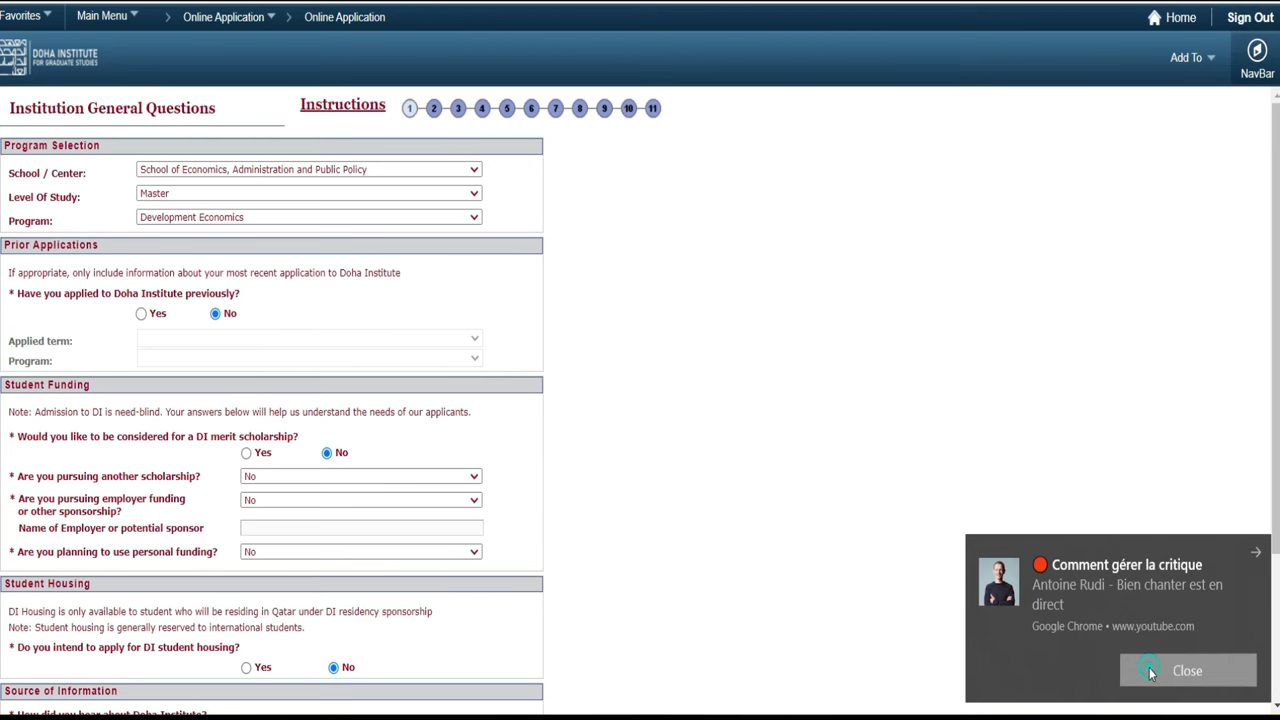 Favorites
Main Menu
Online Application
Online Application
Home
Sign Out
DOHA INSTITUTE
FOR GRADUATE STUDIES
Add To
NavBar
Institution General Questions
Instructions
1 2 3 4 5 6 7 8 9 10 11
Program Selection
School / Center: School of Economics, Administration and Public Policy
Level Of Study: Master
Program: Development Economics
Prior Applications
If appropriate, only include information about your most recent application to Doha Institute
* Have you applied to Doha Institute previously?
Yes No
Applied term:
Program:
Student Funding
Note: Admission to DI is need-blind. Your answers below will help us understand the needs of our applicants.
* Would you like to be considered for a DI merit scholarship?
Yes No
* Are you pursuing another scholarship? No
* Are you pursuing employer funding
or other sponsorship? No
Name of Employer or potential sponsor
* Are you planning to use personal funding? No
Student Housing
DI Housing is only available to student who will be residing in Qatar under DI residency sponsorship
Note: Student housing is generally reserved to international students.
* Do you intend to apply for DI student housing?
Yes No
Source of Information
* How did you hear about Doha Institute?
Comment gérer la critique
Antoine Rudi - Bien chanter est en
direct
Google Chrome • www.youtube.com
Close